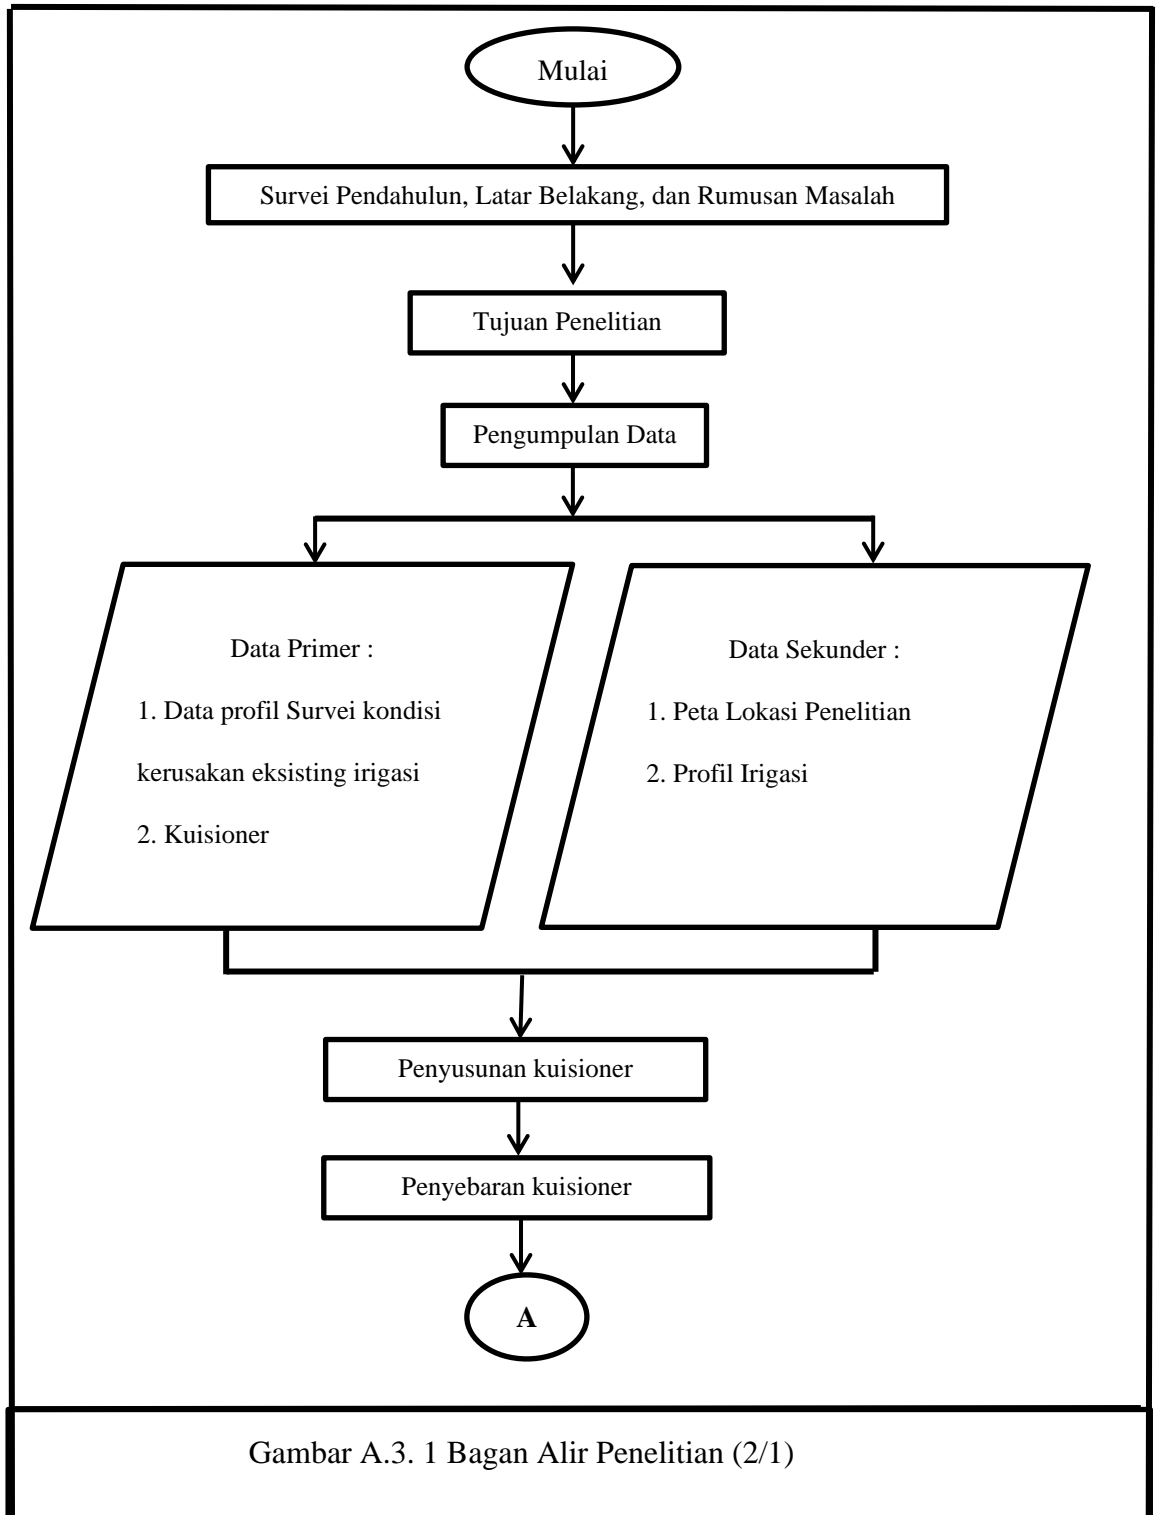 Mulai
Survei Pendahulun, Latar Belakang, dan Rumusan Masalah
Tujuan Penelitian
Pengumpulan Data
Data Primer :
1. Data profil Survei kondisi
kerusakan eksisting irigasi
2. Kuisioner
Data Sekunder :
1. Peta Lokasi Penelitian
2. Profil Irigasi
Penyusunan kuisioner
Penyebaran kuisioner
A
Gambar A.3. 1 Bagan Alir Penelitian (2/1)